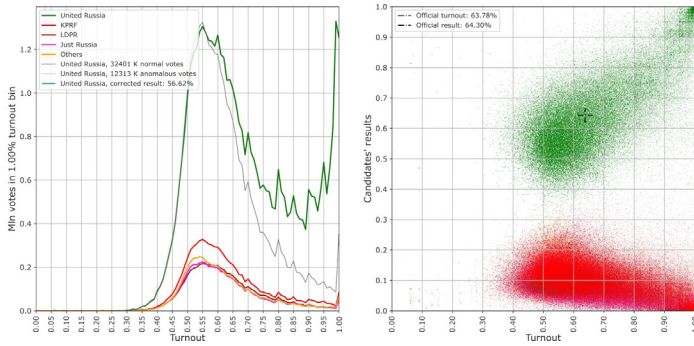 United Russia
KPRF
LDPR
Just Russia
Others
United Russia, 32401 K normal votes
United Russia, 12313 K anomalous votes
United Russia, corrected result: 56.62%
Mln votes in 1.00% turnout bin
1.2
1.0
0.8
0.6
0.4
0.2
0.0
0.00 0.05 0.10 0.15 0.20 0.25 0.30 0.35 0.40 0.45 0.50 0.55 0.60 0.65 0.70 0.75 0.80 0.85 0.90 0.95 1.00
Turnout
Official turnout: 63.78%
Official result: 64.30%
Candidates' results
1.0
0.9
0.8
0.7
0.6
0.5
0.4
0.3
0.2
0.1
0.0
0.00 0.10 0.20 0.30 0.40 0.50 0.60 0.70 0.80 0.90 1.00
Turnout